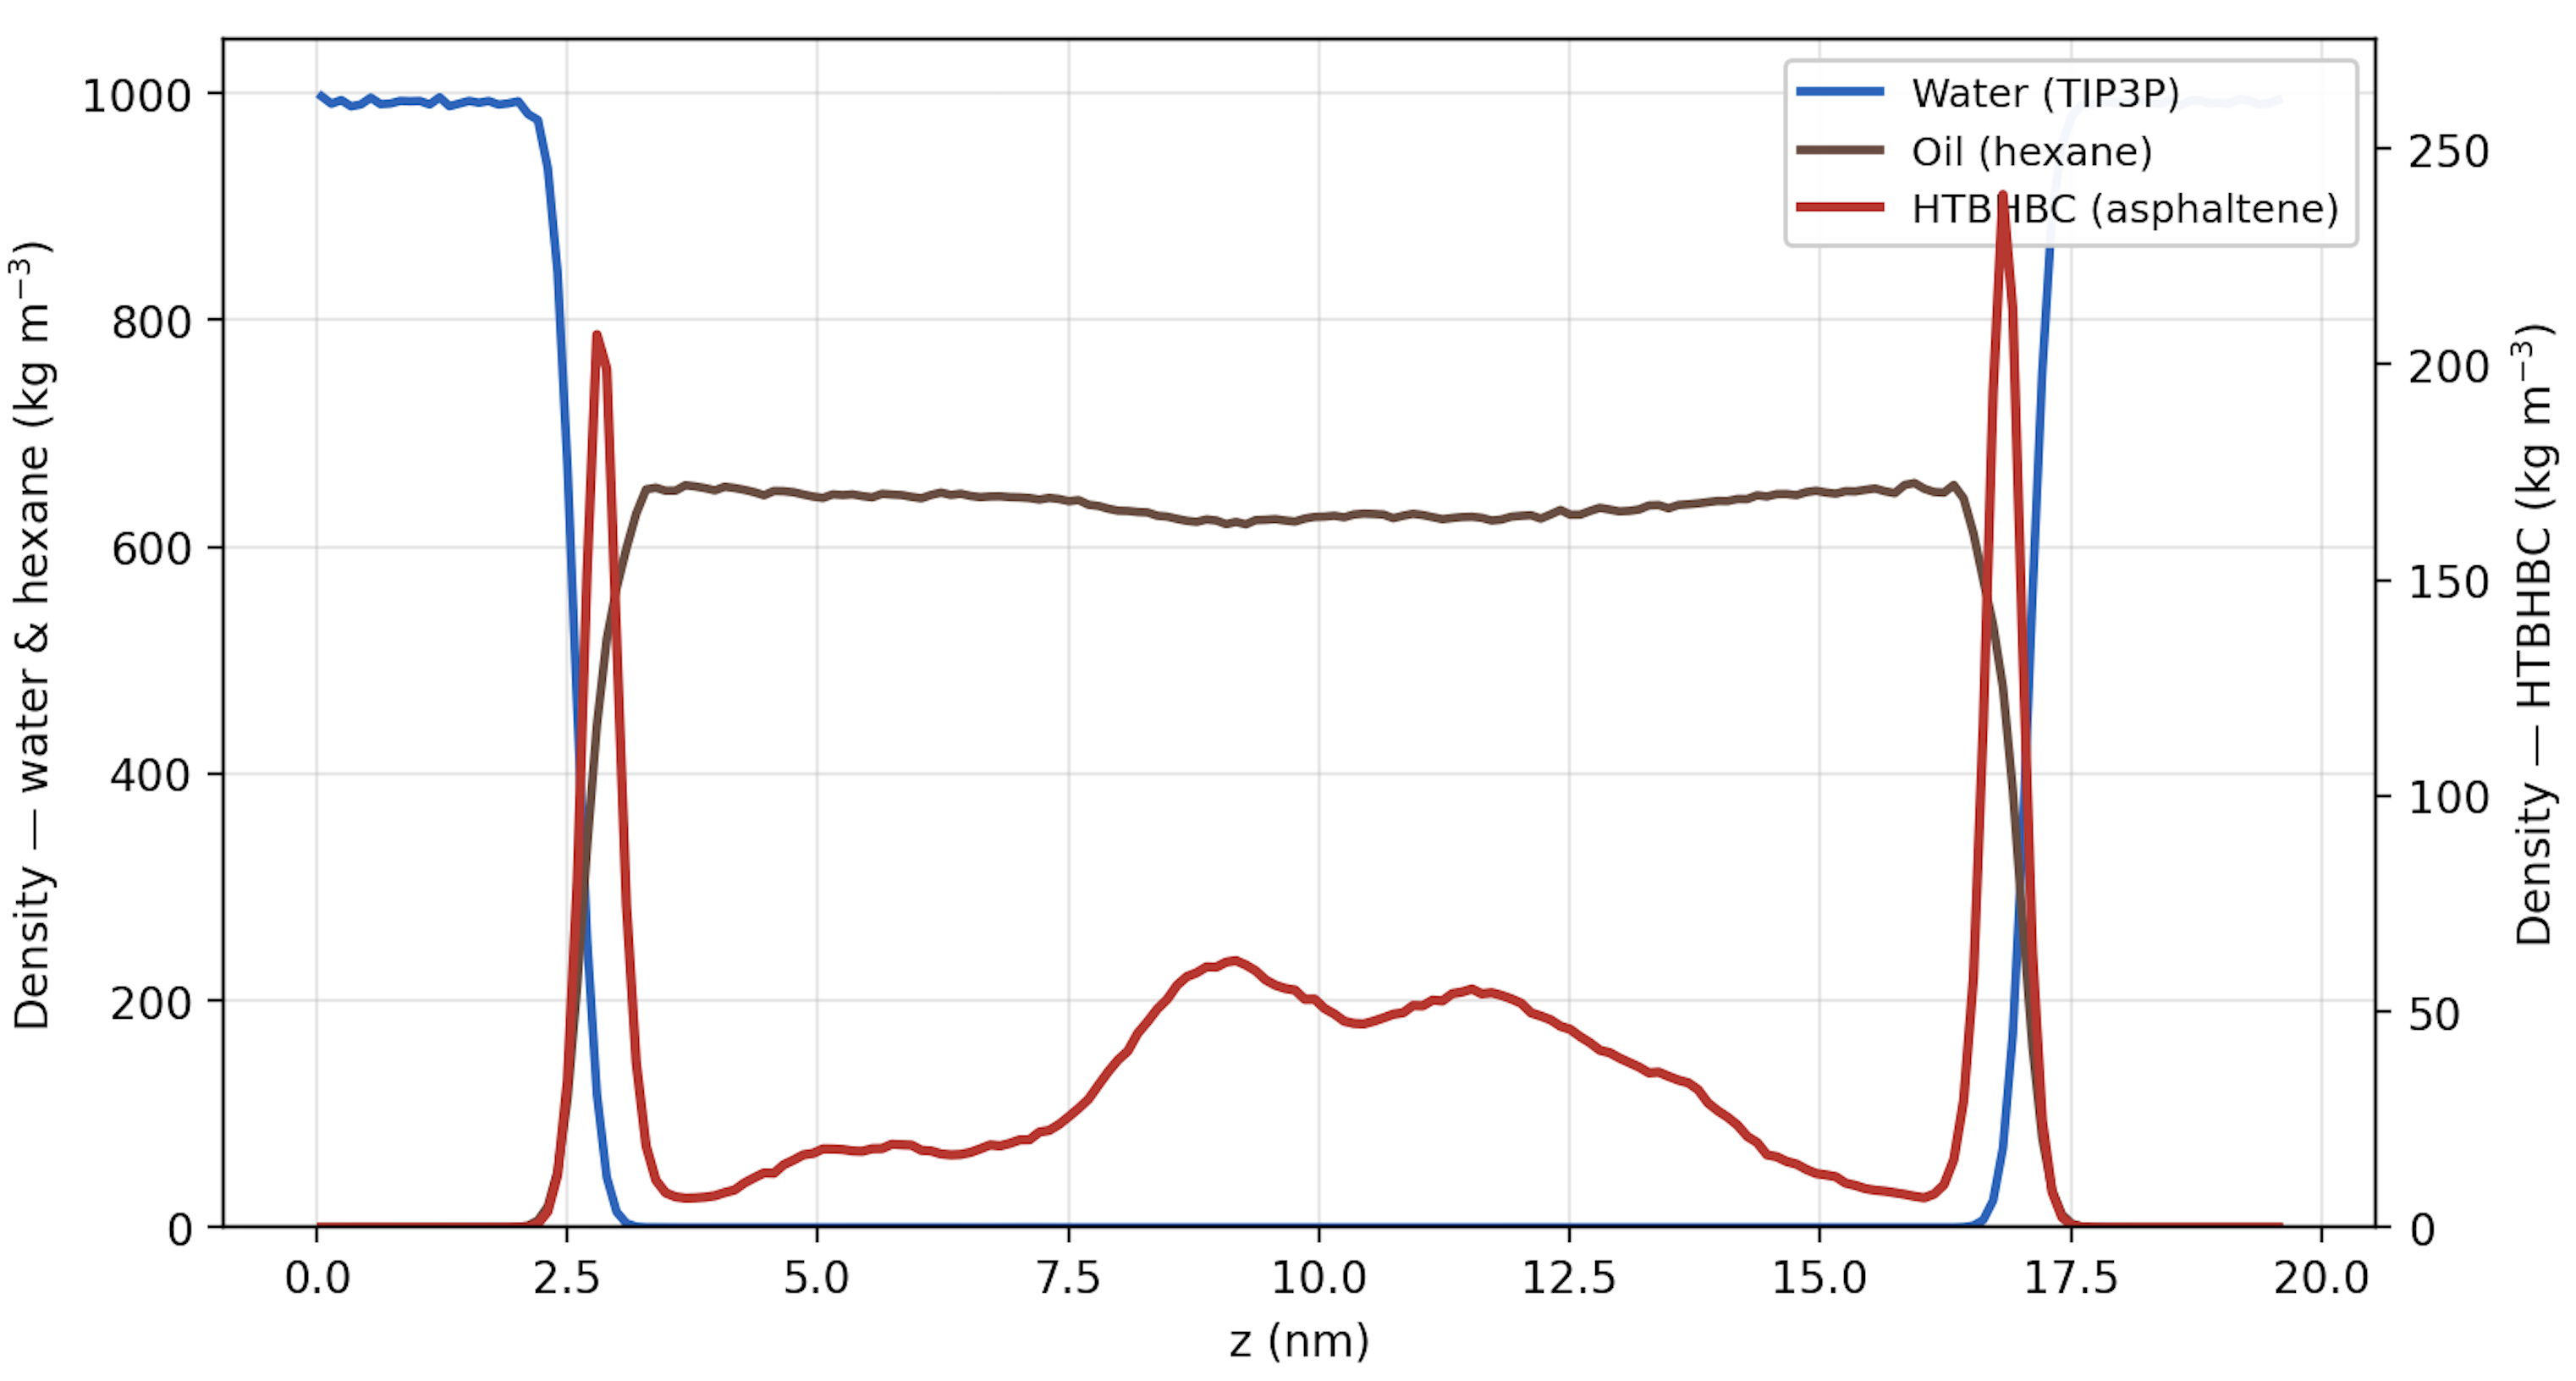 Density — water & hexane (kg m⁻³)
1000
800
600
400
200
0
Water (TIP3P)
Oil (hexane)
HTBHBC (asphaltene)
250
200
150
100
50
0
Density — HTBHBC (kg m⁻³)
0.0 2.5 5.0 7.5 10.0 12.5 15.0 17.5 20.0
z (nm)